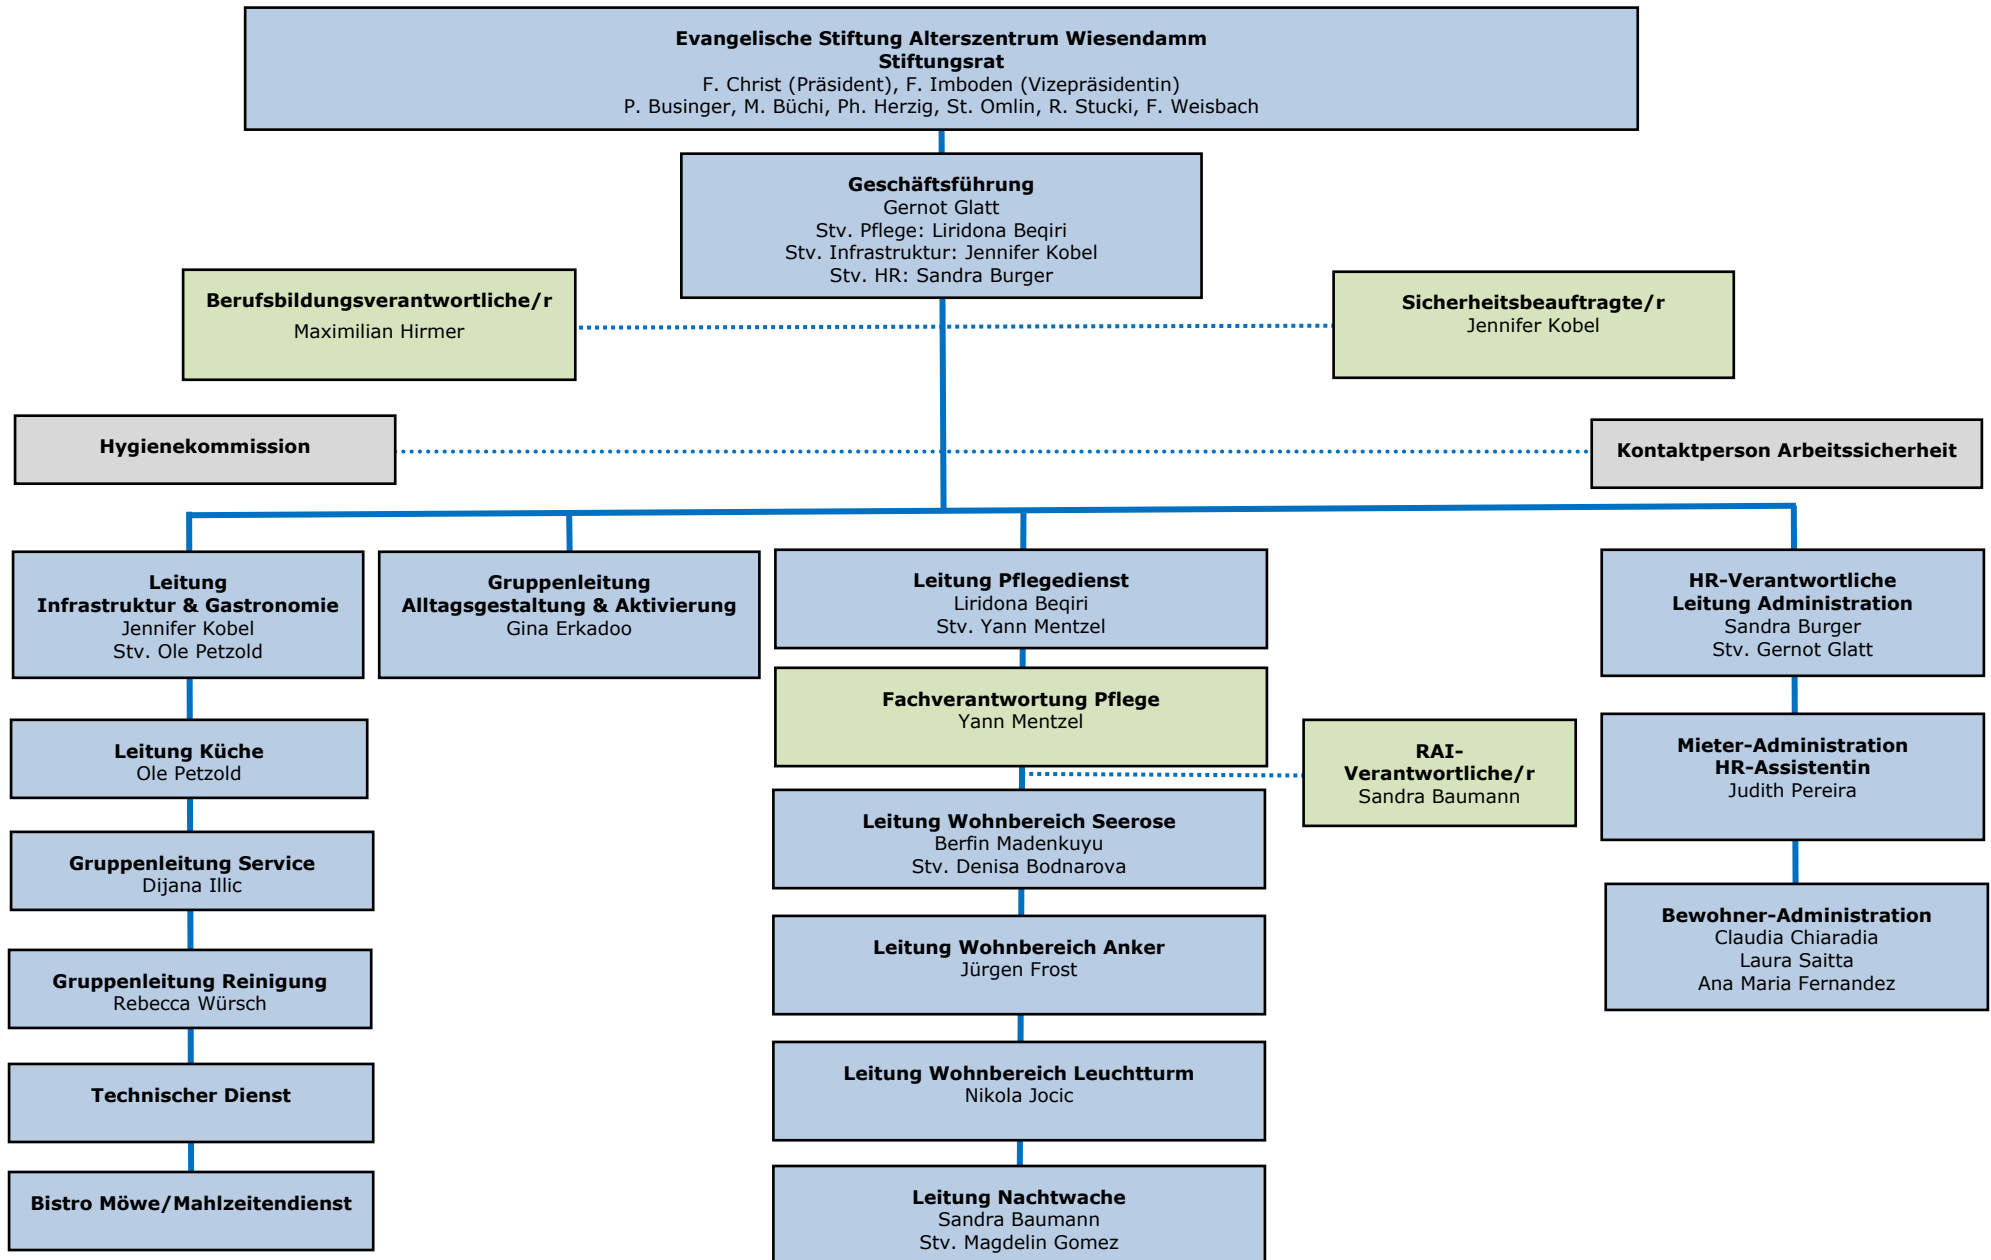 Evangelische Stiftung Alterszentrum Wiesendamm
Stiftungsrat
F. Christ (Präsident), F. Imboden (Vizepräsidentin)
P. Businger, M. Büchi, Ph. Herzig, St. Omlin, R. Stucki, F. Weisbach
Geschäftsführung
Gernot Glatt
Stv. Pflege: Liridona Beqiri
Stv. Infrastruktur: Jennifer Kobel
Stv. HR: Sandra Burger
Berufsbildungsverantwortliche/r
Maximilian Hirmer
Sicherheitsbeauftragte/r
Jennifer Kobel
Hygienekommission
Kontaktperson Arbeitssicherheit
Leitung
Infrastruktur & Gastronomie
Jennifer Kobel
Stv. Ole Petzold
Gruppenleitung
Alltagsgestaltung & Aktivierung
Gina Erkadoo
Leitung Pflegedienst
Liridona Beqiri
Stv. Yann Mentzel
HR-Verantwortliche
Leitung Administration
Sandra Burger
Stv. Gernot Glatt
Fachverantwortung Pflege
Yann Mentzel
RAI-
Verantwortliche/r
Sandra Baumann
Leitung Küche
Ole Petzold
Mieter-Administration
HR-Assistentin
Judith Pereira
Leitung Wohnbereich Seerose
Berfin Madenkuyu
Stv. Denisa Bodnarova
Gruppenleitung Service
Dijana Illic
Bewohner-Administration
Claudia Chiaradia
Laura Saitta
Ana Maria Fernandez
Leitung Wohnbereich Anker
Jürgen Frost
Gruppenleitung Reinigung
Rebecca Würsch
Leitung Wohnbereich Leuchtturm
Nikola Jocic
Technischer Dienst
Bistro Möwe/Mahlzeitendienst
Leitung Nachtwache
Sandra Baumann
Stv. Magdelin Gomez